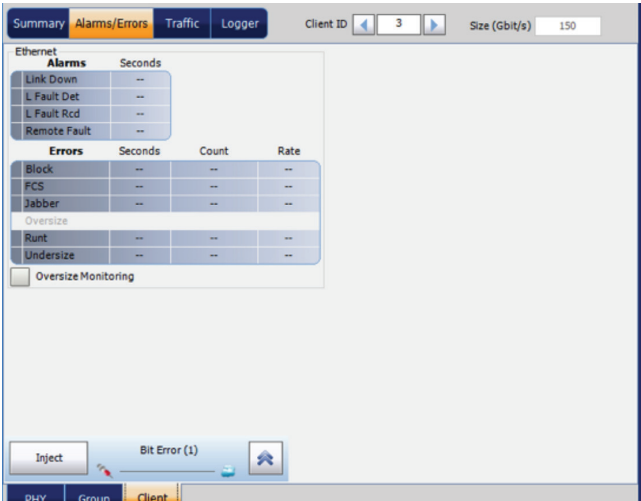 Summary Alarms/Errors Traffic Logger Client ID 3 Size (Gbit/s) 150
Ethernet
Alarms Seconds
Link Down --
L Fault Det --
L Fault Rcd --
Remote Fault --
Errors Seconds Count Rate
Block -- -- --
FCS -- -- --
Jabber -- -- --
Oversize
Runt -- -- --
Undersize -- -- --
Oversize Monitoring
Inject Bit Error (1)
PHY Group Client